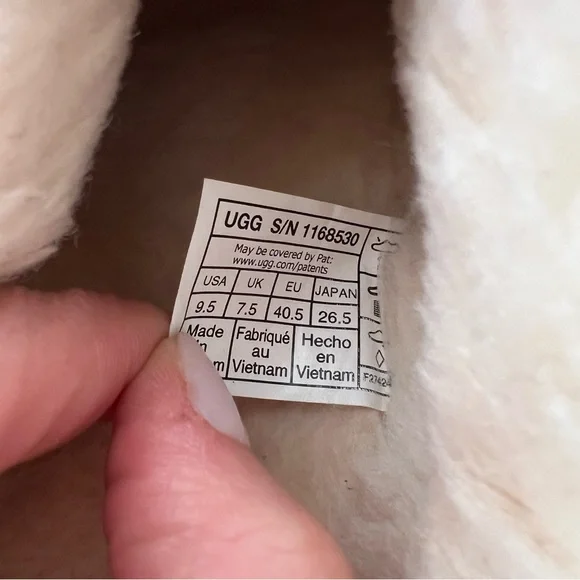 UGG S/N 1168530
May be covered by Pat:
www.ugg.com/patents
USA UK EU JAPAN
9.5 7.5 40.5 26.5
Made Fabriqué Hecho
au en
Vietnam Vietnam